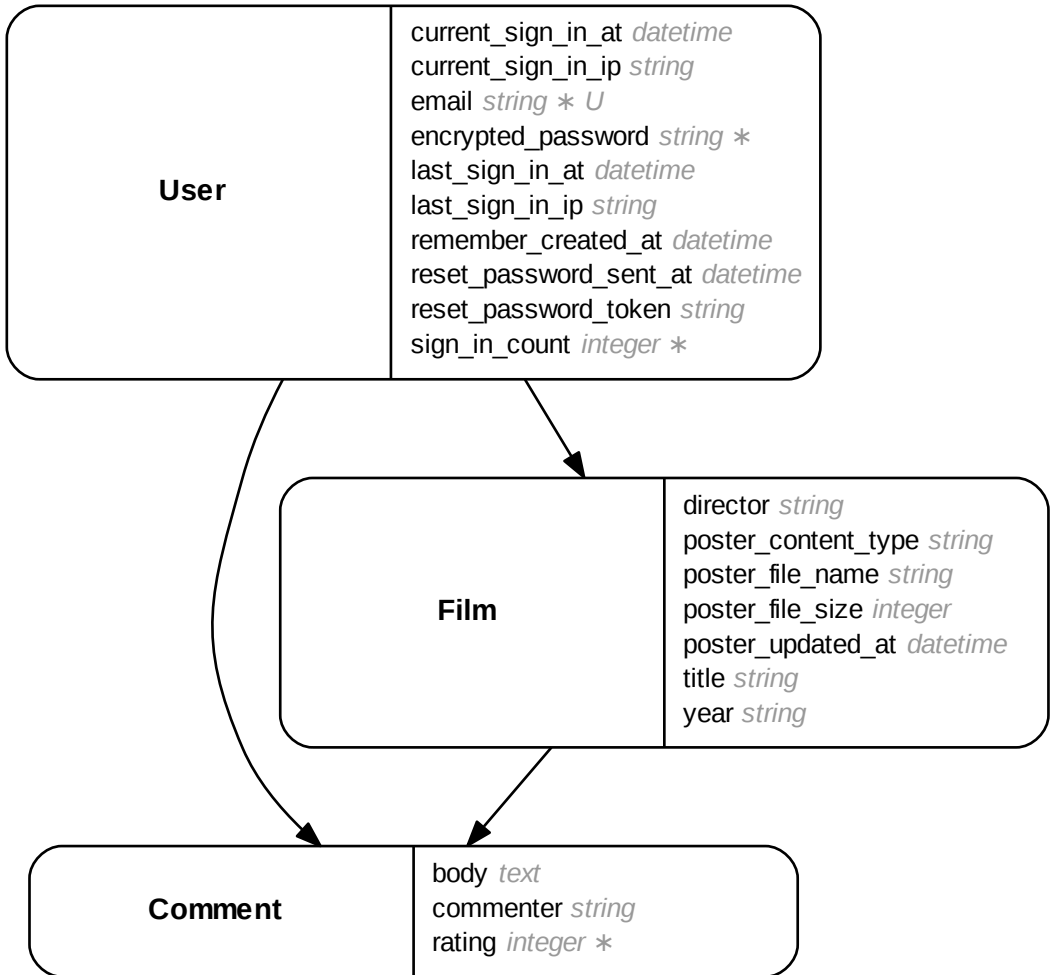 User
current_sign_in_at datetime
current_sign_in_ip string
email string ∗ U
encrypted_password string ∗
last_sign_in_at datetime
last_sign_in_ip string
remember_created_at datetime
reset_password_sent_at datetime
reset_password_token string
sign_in_count integer ∗
Film
director string
poster_content_type string
poster_file_name string
poster_file_size integer
poster_updated_at datetime
title string
year string
Comment
body text
commenter string
rating integer ∗